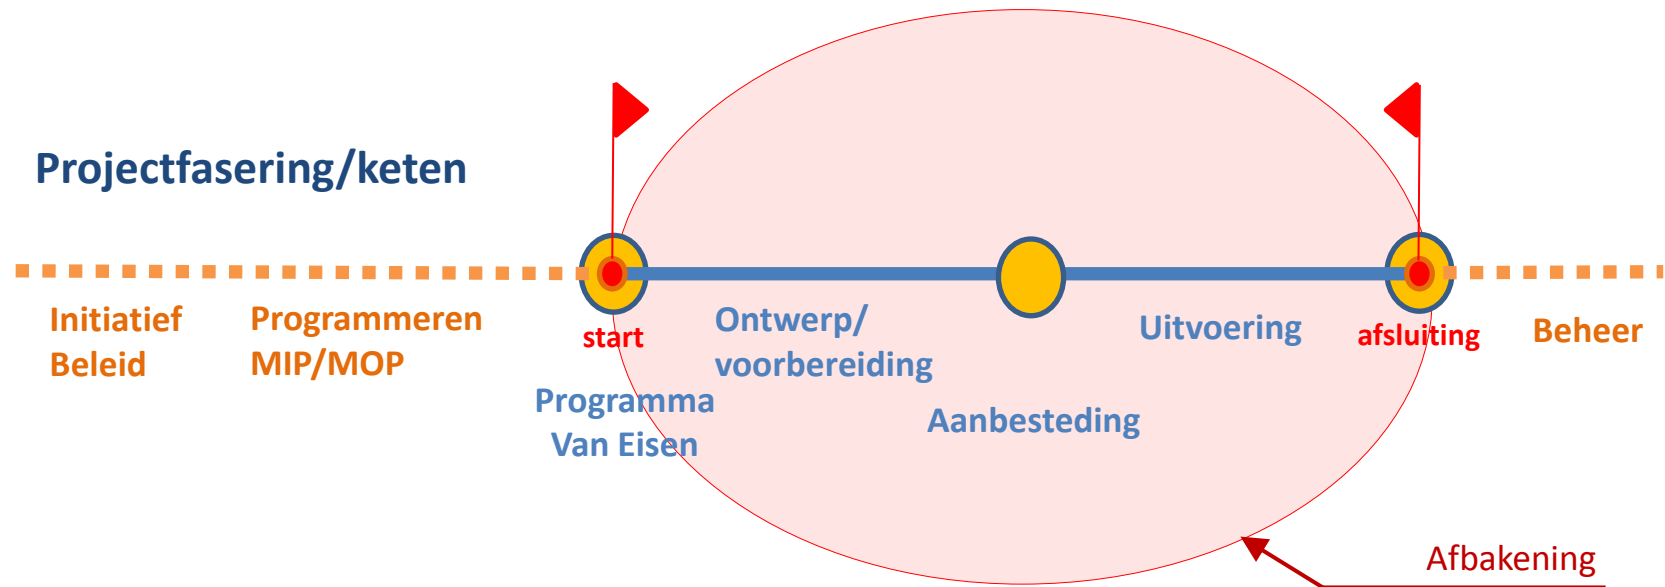 Projectfasering/keten
Initiatief
Beleid
Programmeren
MIP/MOP
start
Programma
Van Eisen
Ontwerp/
voorbereiding
Aanbesteding
Uitvoering
afsluiting
Beheer
Afbakening